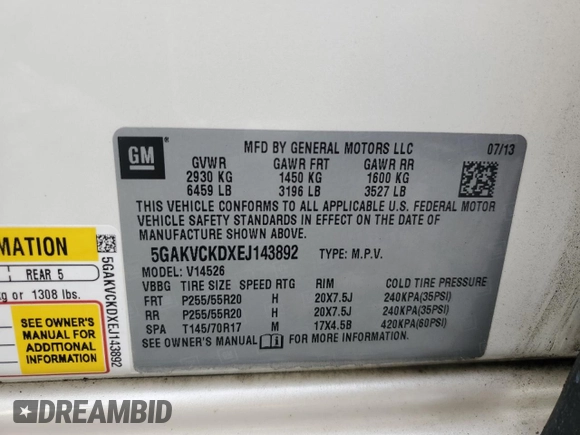 GM
MFD BY GENERAL MOTORS LLC 07/13
GVWR GAWR FRT GAWR RR
2930 KG 1450 KG 1600 KG
6459 LB 3196 LB 3527 LB
THIS VEHICLE CONFORMS TO ALL APPLICABLE U.S. FEDERAL MOTOR
VEHICLE SAFETY STANDARDS IN EFFECT ON THE DATE OF
MANUFACTURE SHOWN ABOVE.
5GAKVCKDXEJ143892 TYPE: M.P.V.
MODEL: V14526
VBBG TIRE SIZE SPEED RTG RIM COLD TIRE PRESSURE
FRT P255/55R20 H 20X7.5J 240KPA(35PSI)
RR P255/55R20 H 20X7.5J 240KPA(35PSI)
SPA T145/70R17 M 17X4.5B 420KPA(60PSI)
SEE OWNER'S MANUAL FOR MORE INFORMATION.
REAR 5
kg or 1308 lbs.
SEE OWNER'S
MANUAL FOR
ADDITIONAL
INFORMATION
5GAKVCKDXEJ143892
DREAMBID